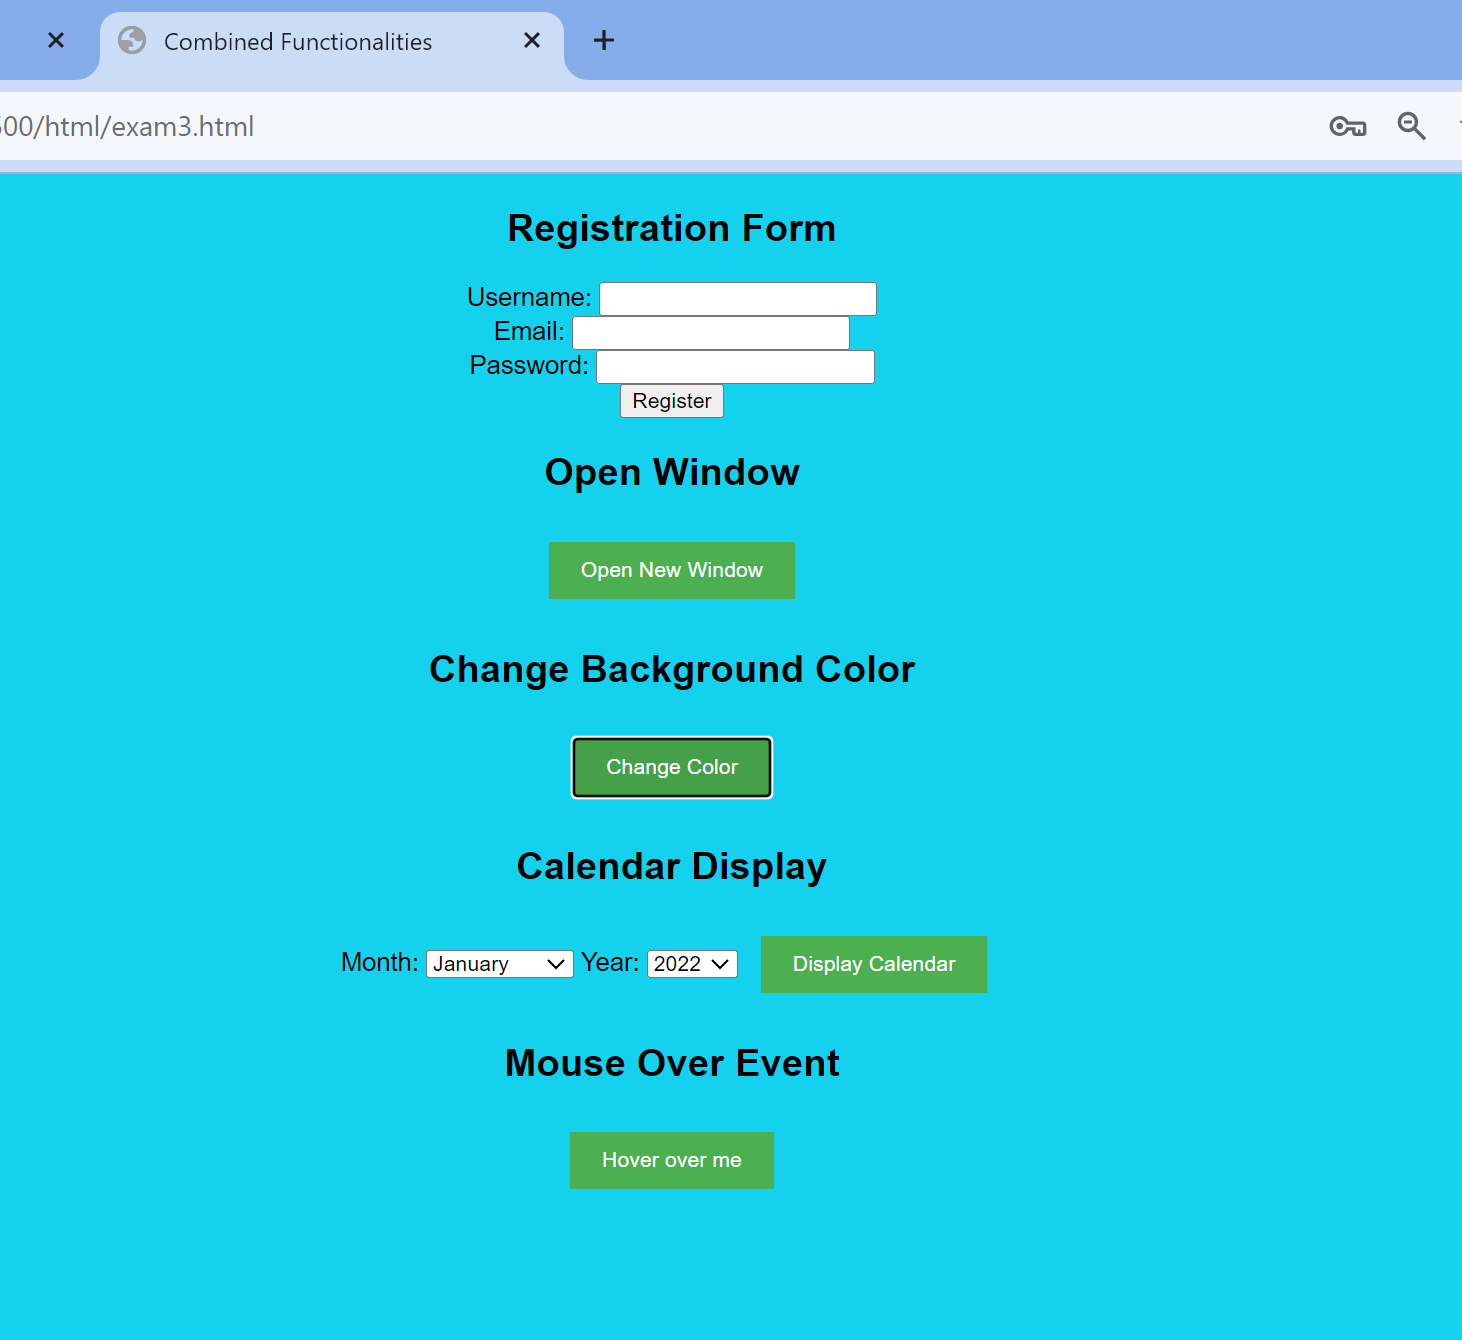 Combined Functionalities
500/html/exam3.html
Registration Form
Username:
Email:
Password:
Register
Open Window
Open New Window
Change Background Color
Change Color
Calendar Display
Month: January Year: 2022 Display Calendar
Mouse Over Event
Hover over me